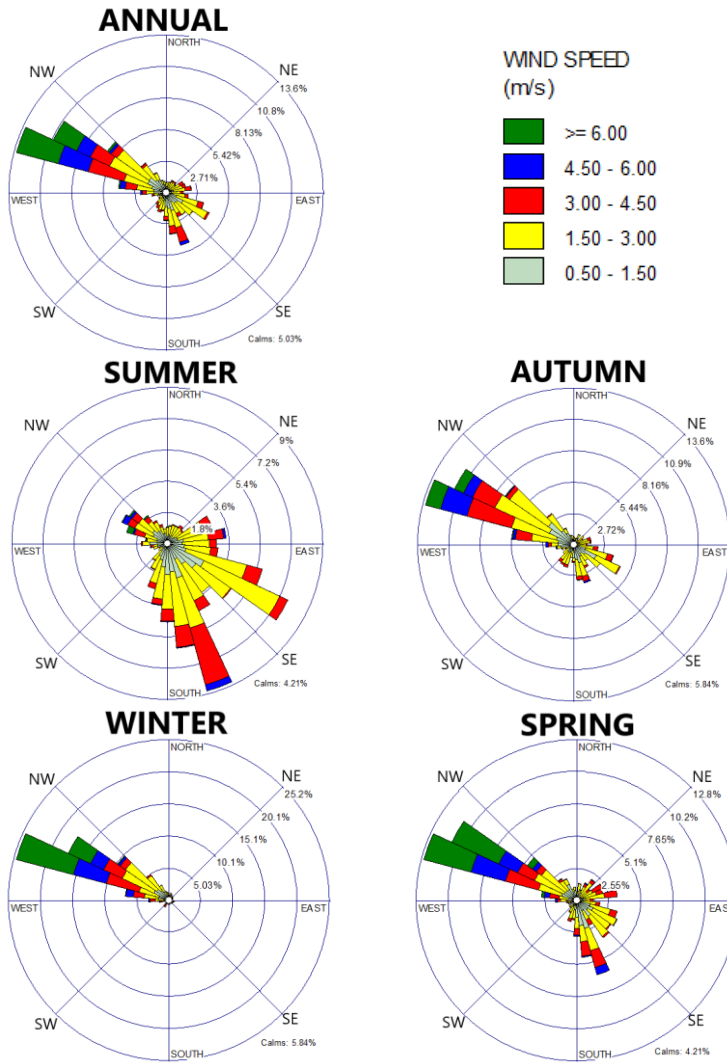 ANNUAL
NORTH
NW
NE
13.6%
10.8%
8.13%
5.42%
2.71%
WEST
EAST
SW
SE
SOUTH
Calms: 5.03%
WIND SPEED
(m/s)
>= 6.00
4.50 - 6.00
3.00 - 4.50
1.50 - 3.00
0.50 - 1.50
SUMMER
NORTH
NW
NE
9%
7.2%
5.4%
3.6%
1.8%
WEST
EAST
SW
SE
SOUTH
Calms: 4.21%
AUTUMN
NORTH
NW
NE
13.6%
10.9%
8.16%
5.44%
2.72%
WEST
EAST
SW
SE
SOUTH
Calms: 5.84%
WINTER
NORTH
NW
NE
25.2%
20.1%
15.1%
10.1%
5.03%
WEST
EAST
SW
SE
SOUTH
Calms: 5.84%
SPRING
NORTH
NW
NE
12.8%
10.2%
7.65%
5.1%
2.55%
WEST
EAST
SW
SE
SOUTH
Calms: 4.21%